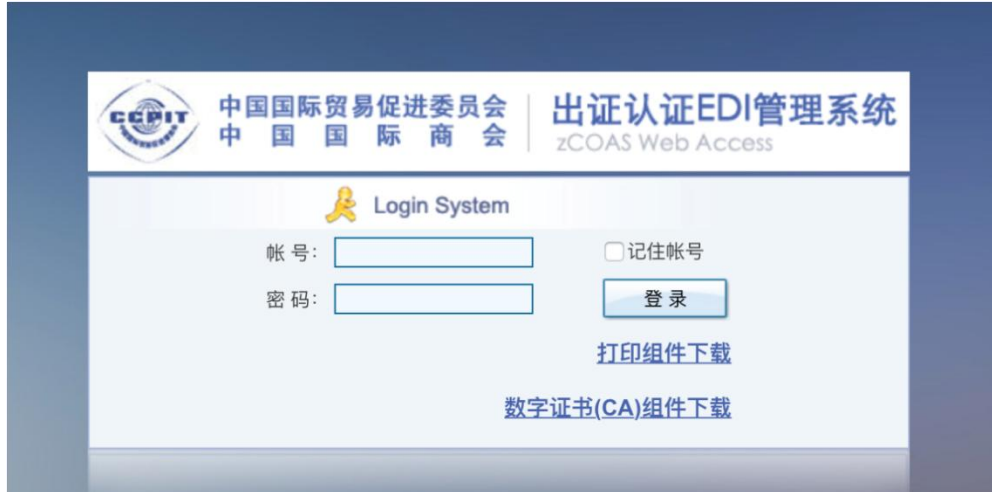 CCPIT
中国国际贸易促进委员会
中国国际商会
出证认证EDI管理系统
zCOAS Web Access
Login System
帐 号：
记住帐号
密 码：
登 录
打印组件下载
数字证书(CA)组件下载